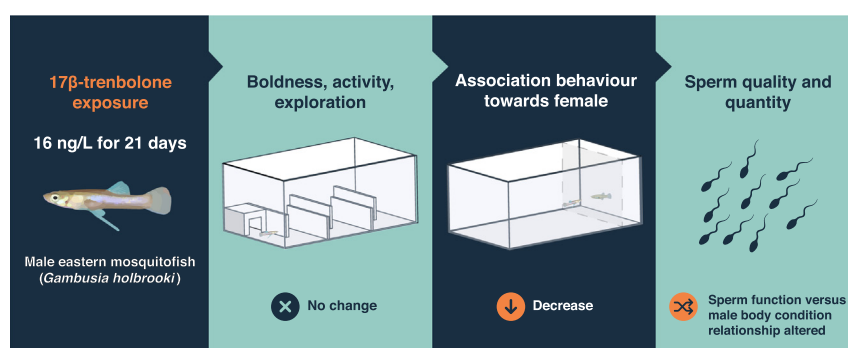 17β-trenbolone
exposure
16 ng/L for 21 days
Male eastern mosquitofish
(Gambusia holbrooki)
Boldness, activity,
exploration
No change
Association behaviour
towards female
Decrease
Sperm quality and
quantity
Sperm function versus
male body condition
relationship altered